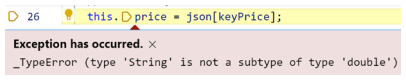 26 this.price = json[keyPrice];
Exception has occurred. ×
_TypeError (type 'String' is not a subtype of type 'double')